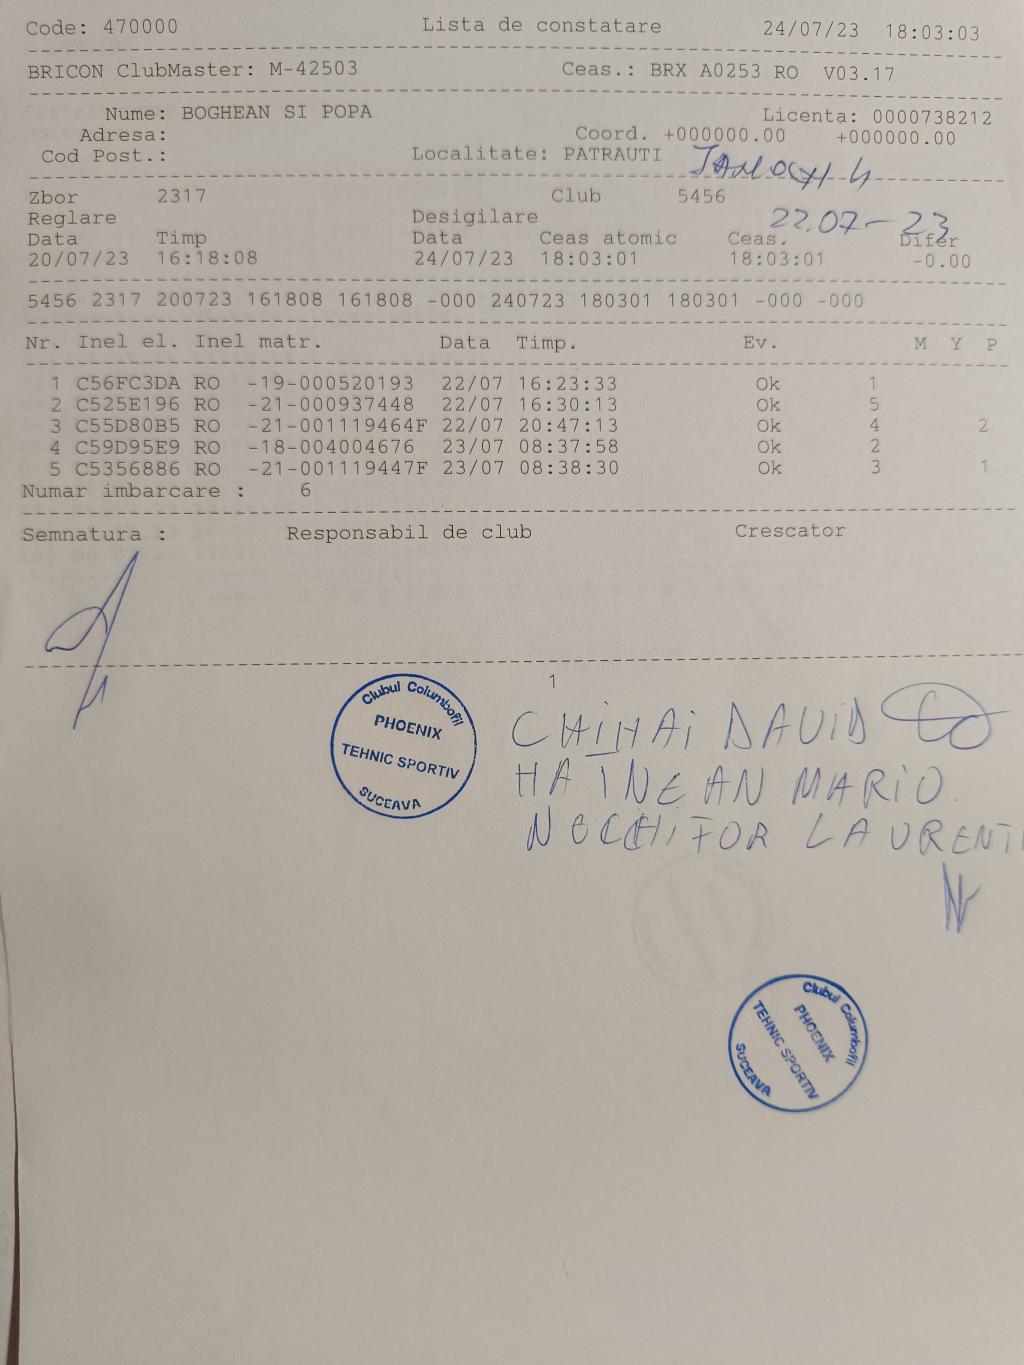 Code: 470000 Lista de constatare 24/07/23 18:03:03
BRICON ClubMaster: M-42503 Ceas.: BRX A0253 RO V03.17
Nume: BOGHEAN SI POPA Licenta: 0000738212
Adresa: Coord. +000000.00 +000000.00
Cod Post.: Localitate: PATRAUTI
Zbor 2317 Club 5456
Reglare Desigilare 22.07-23
Data Timp Data Ceas atomic Ceas. Difer
20/07/23 16:18:08 24/07/23 18:03:01 18:03:01 -0.00
5456 2317 200723 161808 161808 -000 240723 180301 180301 -000 -000
Nr. Inel el. Inel matr. Data Timp. Ev. M Y P
1 C56FC3DA RO -19-000520193 22/07 16:23:33 Ok 1
2 C525E196 RO -21-000937448 22/07 16:30:13 Ok 5
3 C55D80B5 RO -21-001119464F 22/07 20:47:13 Ok 4 2
4 C59D95E9 RO -18-004004676 23/07 08:37:58 Ok 2
5 C5356886 RO -21-001119447F 23/07 08:38:30 Ok 3 1
Numar imbarcare : 6
Semnatura : Responsabil de club Crescator
1
Clubul Columbofil
PHOENIX
TEHNIC SPORTIV
SUCEAVA
CHIHAI DAVID
HAINEAN MARIO
NECHIFOR LAURENTI
Clubul Columbofil
PHOENIX
TEHNIC SPORTIV
SUCEAVA